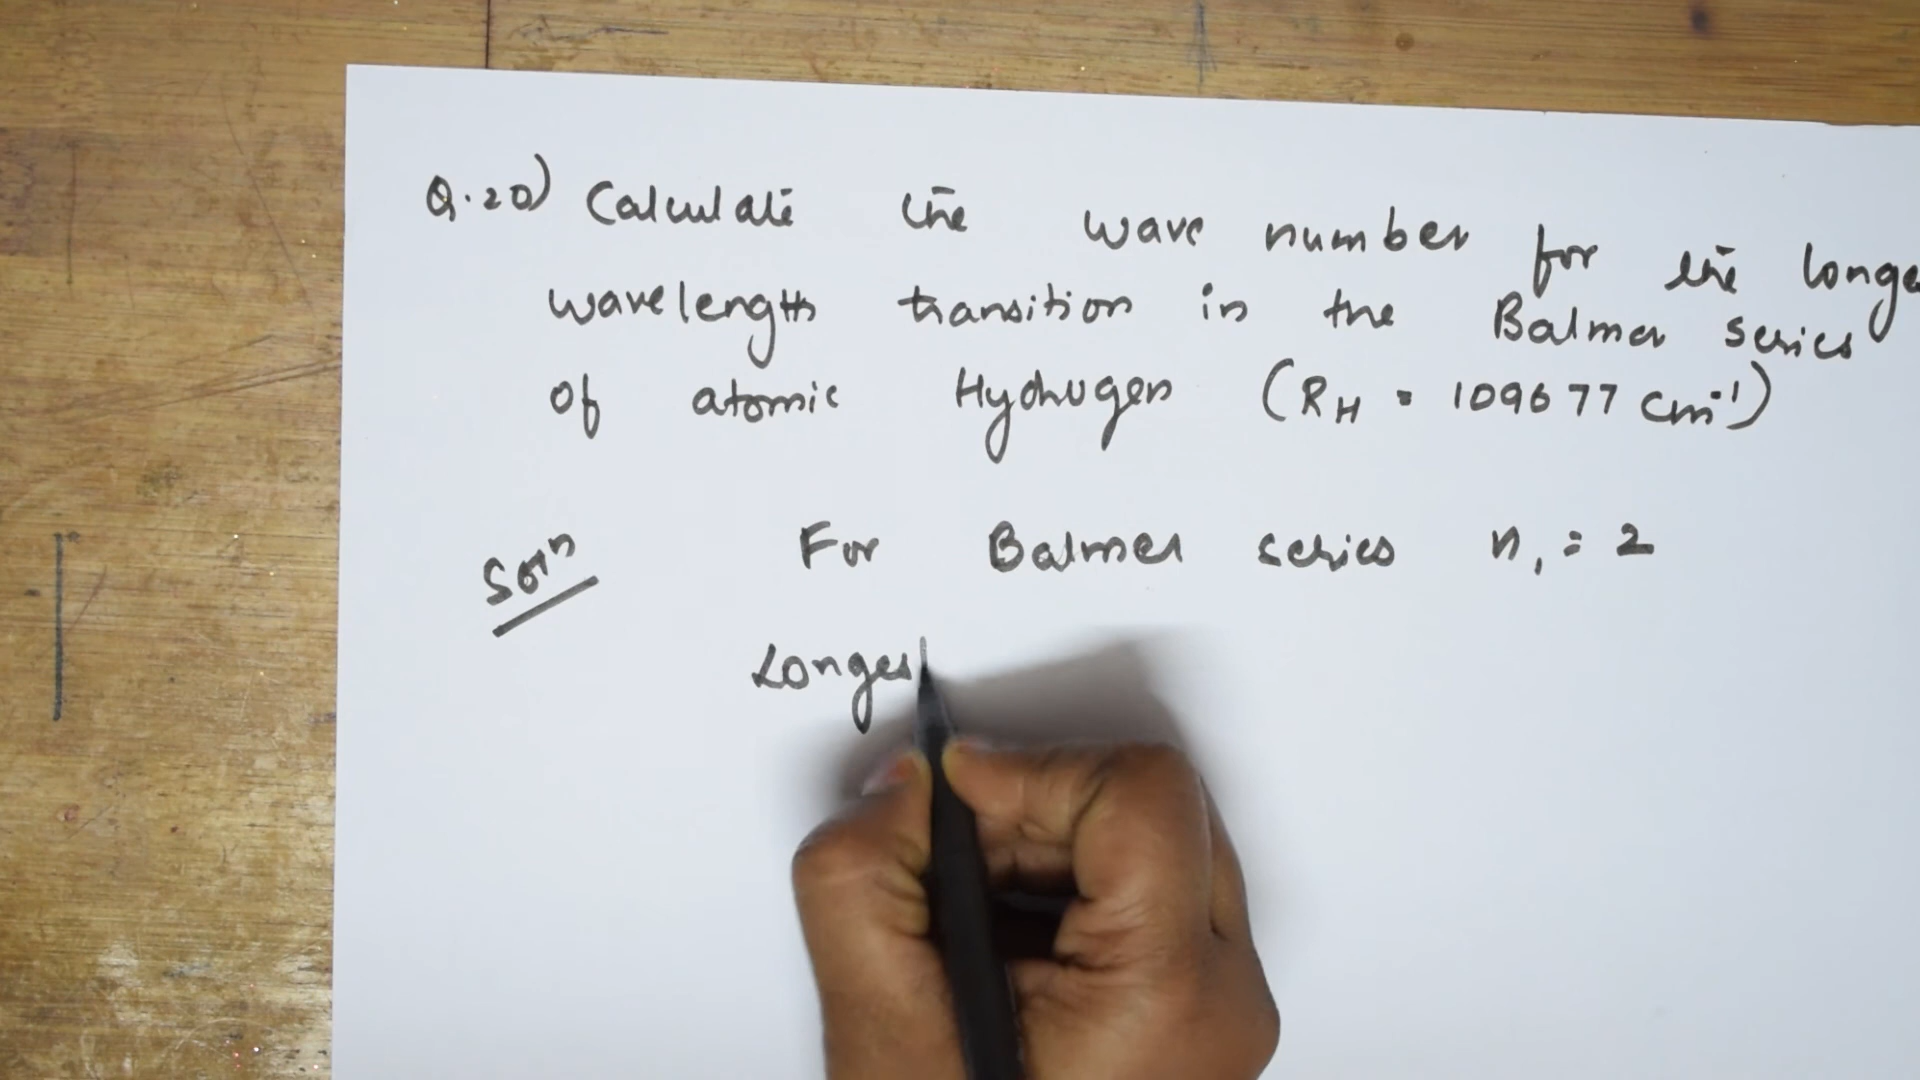 Q.20) Calculate the wave number for the longe
wavelength transition in the Balmer series
of atomic Hydrogen (RH = 109677 cm⁻¹)
Solⁿ For Balmer series n₁ = 2
Longest